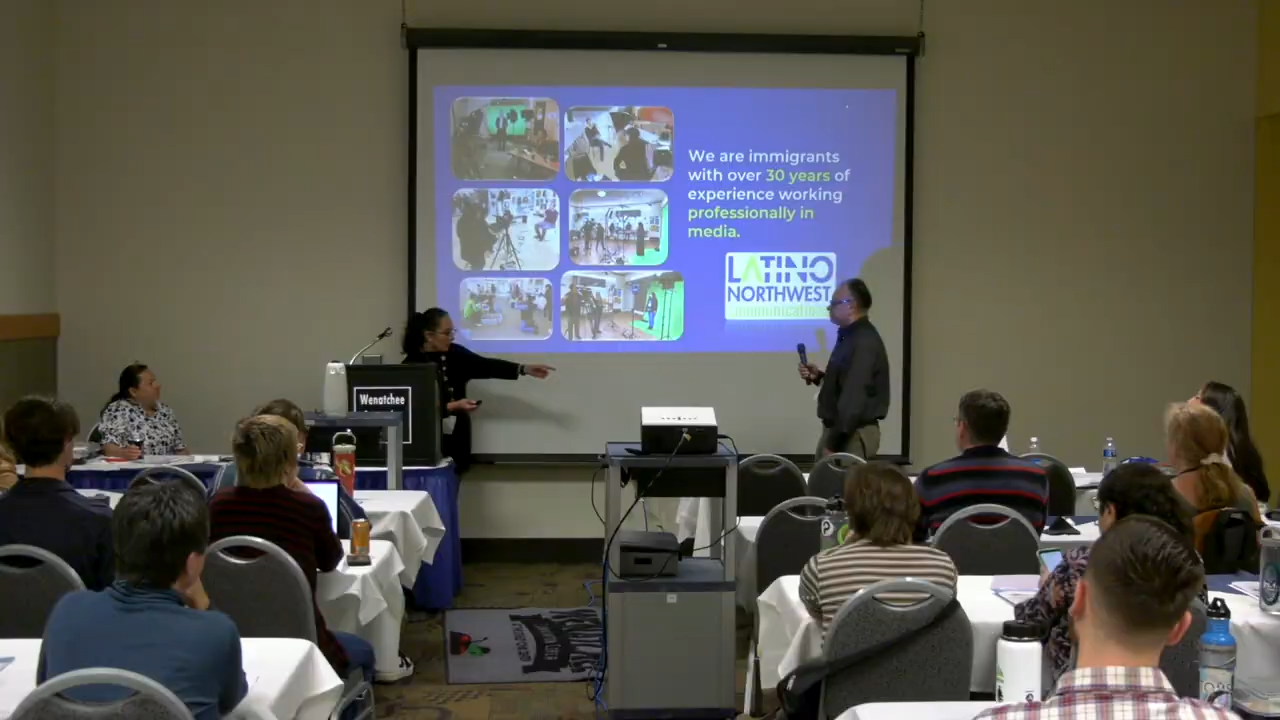 We are immigrants
with over 30 years of
experience working
professionally in
media.
LATINO
NORTHWEST
Wenatchee